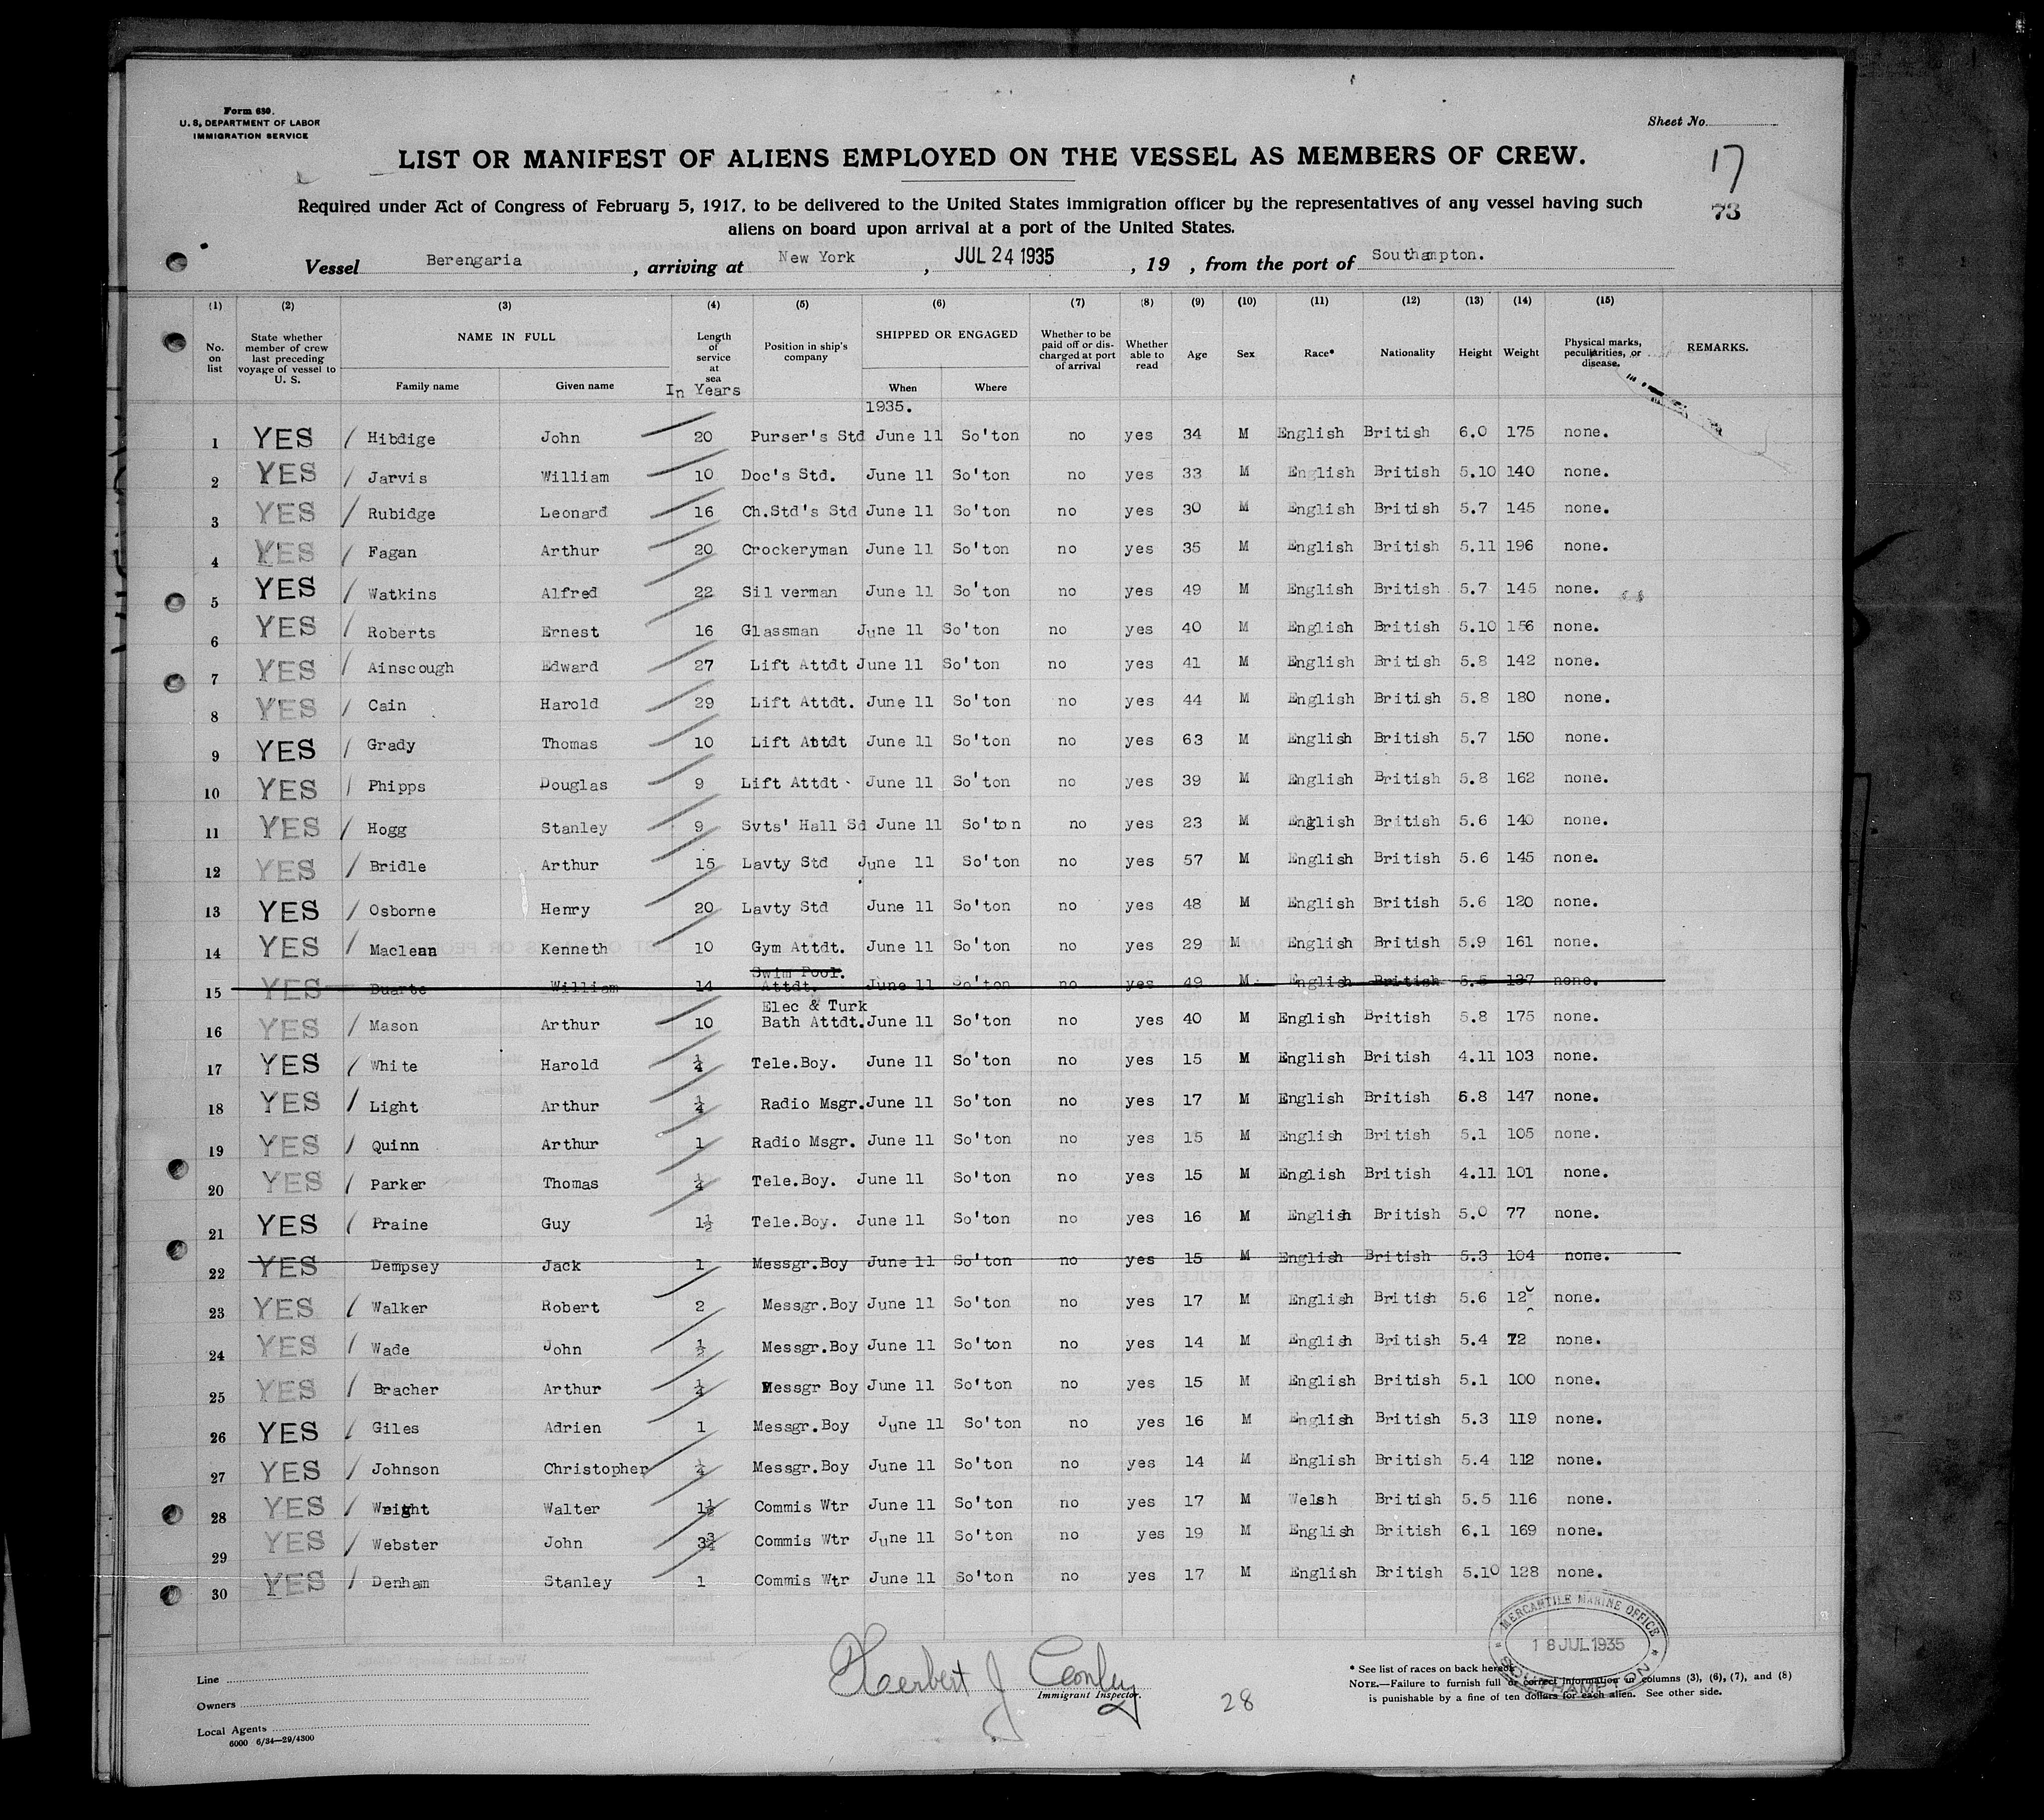 Form 630.
U. S, DEPARTMENT OF LABOR
IMMIGRATION SERVICE
Sheet No.
LIST OR MANIFEST OF ALIENS EMPLOYED ON THE VESSEL AS MEMBERS OF CREW.
17
73
Required under Act of Congress of February 5, 1917, to be delivered to the United States immigration officer by the representatives of any vessel having such
aliens on board upon arrival at a port of the United States.
Vessel Berengaria , arriving at New York , JUL 24 1935 , 19 , from the port of Southampton.
(1) (2) (3) (4) (5) (6) (7) (8) (9) (10) (11) (12) (13) (14) (15)
No. on list State whether member of crew last preceding voyage of vessel to U. S. NAME IN FULL Family name Given name Length of service at sea In Years Position in ship's company SHIPPED OR ENGAGED When Where Whether to be paid off or discharged at port of arrival Whether able to read Age Sex Race* Nationality Height Weight Physical marks, peculiarities, or disease. REMARKS.
1935.
1 YES / Hibdige John 20 Purser's Std June 11 So'ton no yes 34 M English British 6.0 175 none.
2 YES / Jarvis William 10 Doc's Std. June 11 So'ton no yes 33 M English British 5.10 140 none.
3 YES / Rubidge Leonard 16 Ch.Std's Std June 11 So'ton no yes 30 M English British 5.7 145 none.
4 YES / Fagan Arthur 20 Crockeryman June 11 So'ton no yes 35 M English British 5.11 196 none.
5 YES / Watkins Alfred 22 Sil verman June 11 So'ton no yes 49 M English British 5.7 145 none.
6 YES / Roberts Ernest 16 Glassman June 11 So'ton no yes 40 M English British 5.10 156 none.
7 YES / Ainscough Edward 27 Lift Attdt June 11 So'ton no yes 41 M English British 5.8 142 none.
8 YES / Cain Harold 29 Lift Attdt. June 11 So'ton no yes 44 M English British 5.8 180 none.
9 YES / Grady Thomas 10 Lift Attdt June 11 So'ton no yes 63 M English British 5.7 150 none.
10 YES / Phipps Douglas 9 Lift Attdt. June 11 So'ton no yes 39 M English British 5.8 162 none.
11 YES / Hogg Stanley 9 Svts' Hall Sd June 11 So'ton no yes 23 M English British 5.6 140 none.
12 YES / Bridle Arthur 15 Lavty Std June 11 So'ton no yes 57 M English British 5.6 145 none.
13 YES / Osborne Henry 20 Lavty Std June 11 So'ton no yes 48 M English British 5.6 120 none.
14 YES / Maclean Kenneth 10 Gym Attdt. June 11 So'ton no yes 29 M English British 5.9 161 none.
Swim Pool.
15 YES Duarte William 14 Attdt. June 11 So'ton no yes 49 M English British 5.5 137 none.
Elec & Turk
16 YES / Mason Arthur 10 Bath Attdt. June 11 So'ton no yes 40 M English British 5.8 175 none.
17 YES / White Harold ¼ Tele.Boy. June 11 So'ton no yes 15 M English British 4.11 103 none.
18 YES / Light Arthur ¼ Radio Msgr. June 11 So'ton no yes 17 M English British 5.8 147 none.
19 YES / Quinn Arthur 1 Radio Msgr. June 11 So'ton no yes 15 M English British 5.1 105 none.
20 YES / Parker Thomas ¼ Tele.Boy. June 11 So'ton no yes 15 M English British 4.11 101 none.
21 YES / Praine Guy 1½ Tele.Boy. June 11 So'ton no yes 16 M English British 5.0 77 none.
22 YES Dempsey Jack 1 Messgr.Boy June 11 So'ton no yes 15 M English British 5.3 104 none.
23 YES / Walker Robert 2 Messgr.Boy June 11 So'ton no yes 17 M English British 5.6 none.
24 YES / Wade John ½ Messgr.Boy June 11 So'ton no yes 14 M English British 5.4 72 none.
25 YES / Bracher Arthur ¼ Messgr Boy June 11 So'ton no yes 15 M English British 5.1 100 none.
26 YES / Giles Adrien 1 Messgr.Boy June 11 So'ton no yes 16 M English British 5.3 119 none.
27 YES / Johnson Christopher ¼ Messgr.Boy June 11 So'ton no yes 14 M English British 5.4 112 none.
28 YES / Wright Walter 1½ Commis Wtr June 11 So'ton no yes 17 M Welsh British 5.5 116 none.
29 YES / Webster John 3¾ Commis Wtr June 11 So'ton no yes 19 M English British 6.1 169 none.
30 YES / Denham Stanley 1 Commis Wtr June 11 So'ton no yes 17 M English British 5.10 128 none.
MERCANTILE MARINE OFFICE
18 JUL 1935
SOUTHAMPTON
Line
Owners
Local Agents
6000 6/34—29/4300
Herbert J Conley
Immigrant Inspector.
28
* See list of races on back hereof.
NOTE.—Failure to furnish full or correct information in columns (3), (6), (7), and (8)
is punishable by a fine of ten dollars for each alien. See other side.